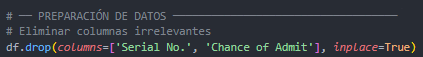 # — PREPARACIÓN DE DATOS ————————————————————
# Eliminar columnas irrelevantes
df.drop(columns=['Serial No.', 'Chance of Admit'], inplace=True)